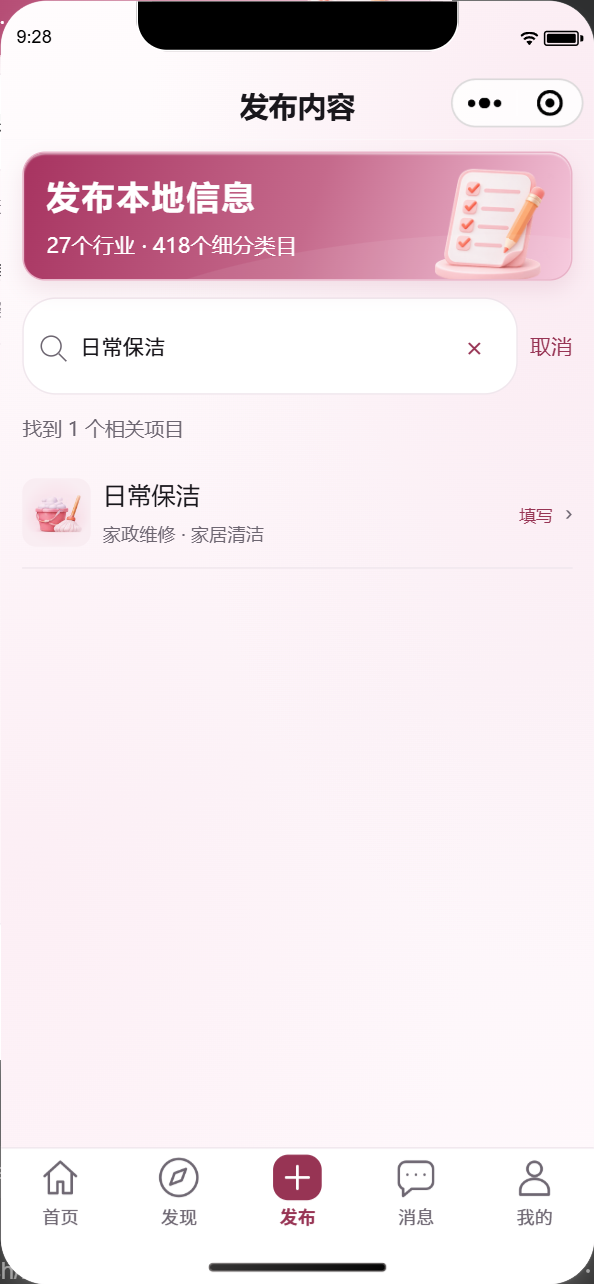 9:28
发布内容
发布本地信息
27个行业 · 418个细分类目
日常保洁
×
取消
找到 1 个相关项目
日常保洁
家政维修 · 家居清洁
填写 ›
首页
发现
发布
消息
我的